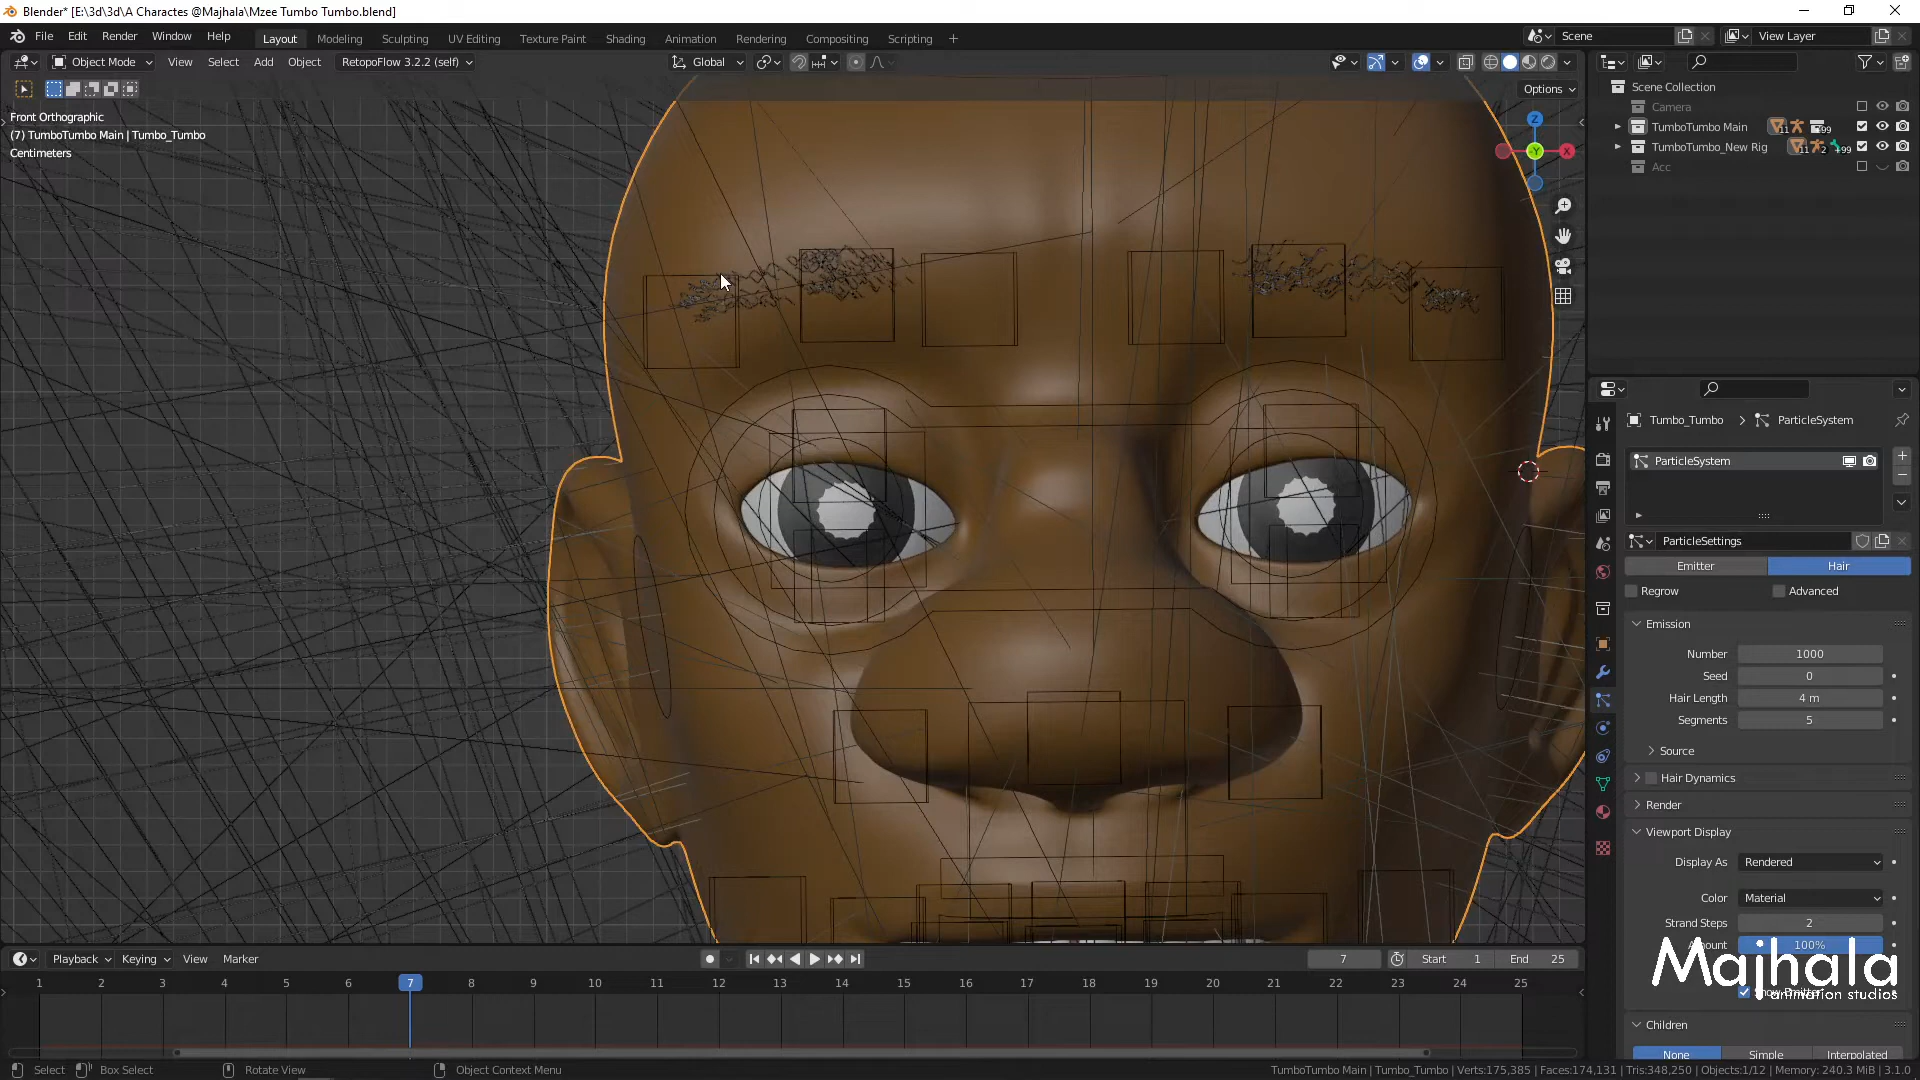 Blender* [E:\3d\3d\A Charactes @Majhala\Mzee Tumbo Tumbo.blend]
File Edit Render Window Help
Layout Modeling Sculpting UV Editing Texture Paint Shading Animation Rendering Compositing Scripting +
Scene
View Layer
Object Mode View Select Add Object RetopoFlow 3.2.2 (self) Global
Options
Front Orthographic
(7) TumboTumbo Main | Tumbo_Tumbo
Centimeters
Z
Y
X
Scene Collection
Camera
TumboTumbo Main 11 +99
TumboTumbo_New Rig 11 2 +99
Acc
Tumbo_Tumbo > ParticleSystem
ParticleSystem
ParticleSettings
Emitter Hair
Regrow Advanced
Emission
Number 1000
Seed 0
Hair Length 4 m
Segments 5
Source
Hair Dynamics
Render
Viewport Display
Display As Rendered
Color Material
Strand Steps 2
100%
Majhala
animation studios
Children
None Simple Interpolated
Playback Keying View Marker
7 Start 1 End 25
1 2 3 4 5 6 7 8 9 10 11 12 13 14 15 16 17 18 19 20 21 22 23 24 25
Select Box Select Rotate View Object Context Menu
TumboTumbo Main | Tumbo_Tumbo | Verts:175,385 | Faces:174,131 | Tris:348,250 | Objects:1/12 | Memory: 240.3 MiB | 3.1.0